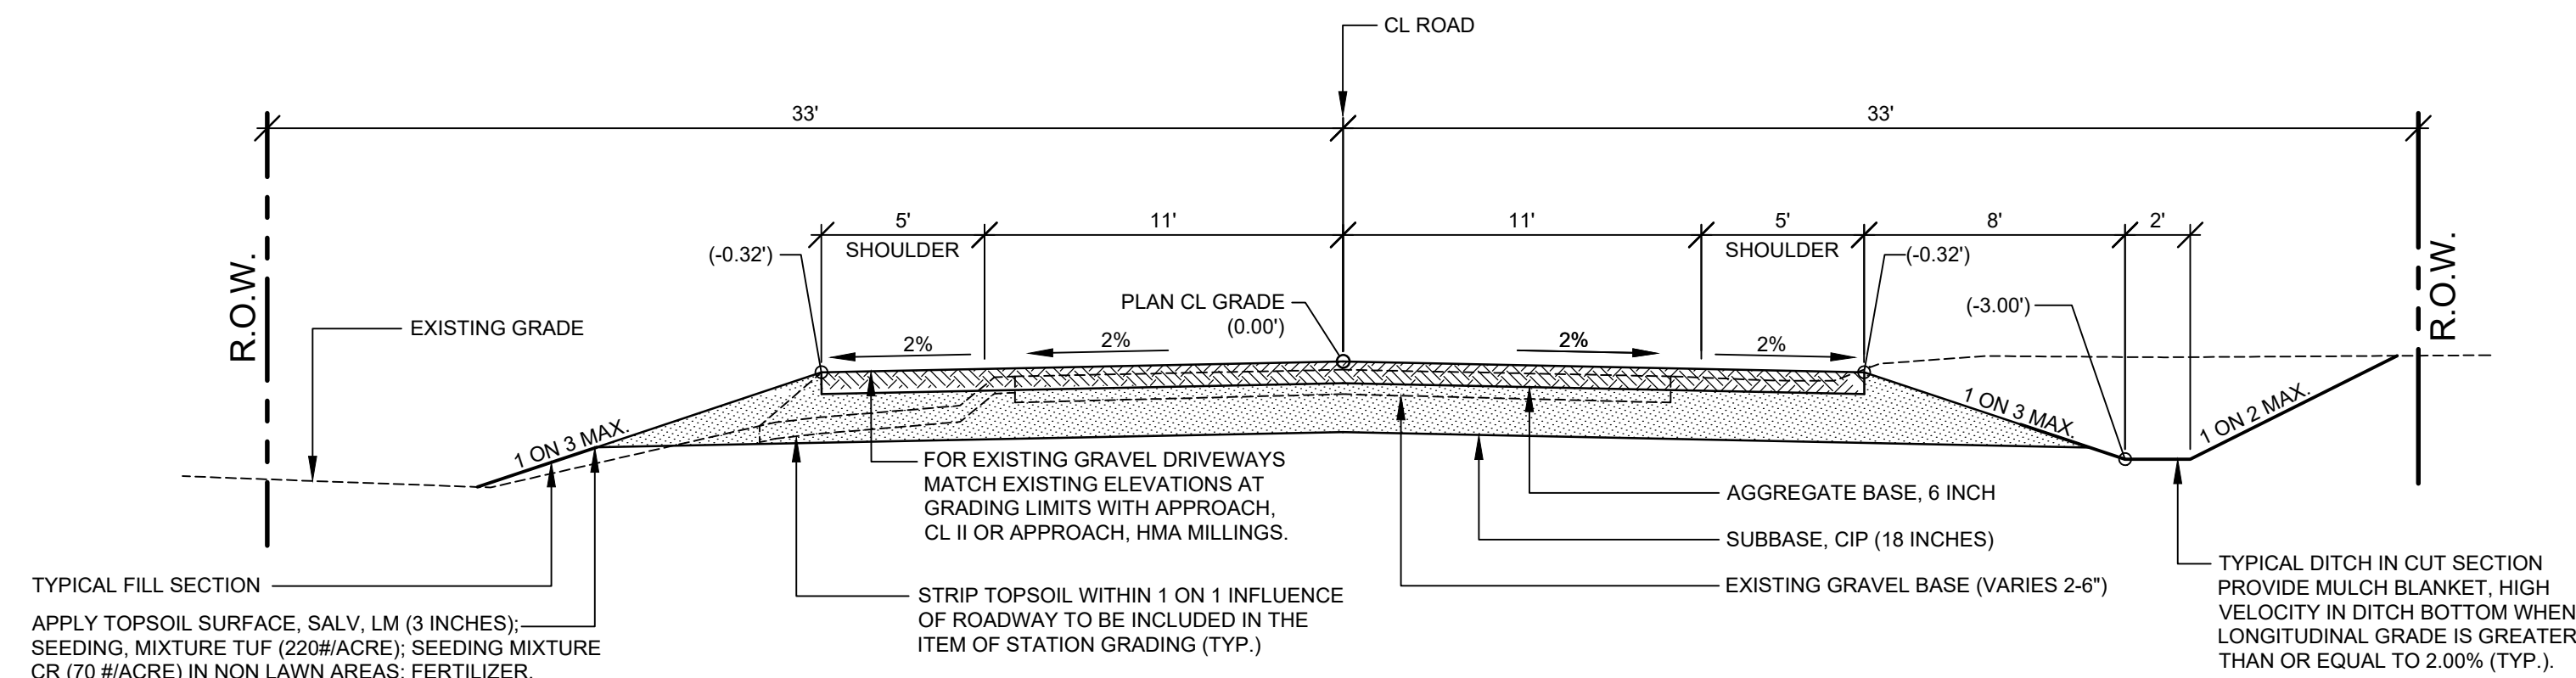 CL ROAD
33'
33'
5'
11'
11'
5'
8'
2'
SHOULDER
SHOULDER
(-0.32')
(-0.32')
R.O.W.
R.O.W.
PLAN CL GRADE
(0.00')
(-3.00')
EXISTING GRADE
2%
2%
2%
2%
1 ON 3 MAX.
1 ON 3 MAX.
1 ON 2 MAX.
FOR EXISTING GRAVEL DRIVEWAYS
MATCH EXISTING ELEVATIONS AT
GRADING LIMITS WITH APPROACH,
CL II OR APPROACH, HMA MILLINGS.
AGGREGATE BASE, 6 INCH
SUBBASE, CIP (18 INCHES)
EXISTING GRAVEL BASE (VARIES 2-6")
TYPICAL FILL SECTION
APPLY TOPSOIL SURFACE, SALV, LM (3 INCHES);
SEEDING, MIXTURE TUF (220#/ACRE); SEEDING MIXTURE
CR (70 #/ACRE) IN NON LAWN AREAS; FERTILIZER.
STRIP TOPSOIL WITHIN 1 ON 1 INFLUENCE
OF ROADWAY TO BE INCLUDED IN THE
ITEM OF STATION GRADING (TYP.)
TYPICAL DITCH IN CUT SECTION
PROVIDE MULCH BLANKET, HIGH
VELOCITY IN DITCH BOTTOM WHEN
LONGITUDINAL GRADE IS GREATER
THAN OR EQUAL TO 2.00% (TYP.).